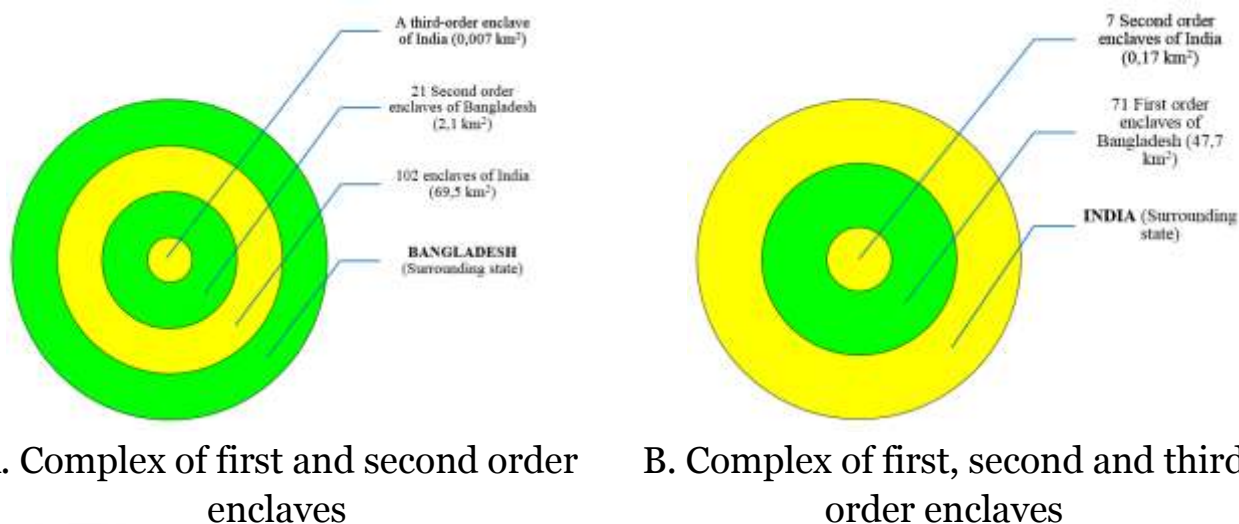 A third-order enclave
of India (0,007 km²)
21 Second order
enclaves of Bangladesh
(2,1 km²)
102 enclaves of India
(69,5 km²)
BANGLADESH
(Surrounding state)
7 Second order
enclaves of India
(0,17 km²)
71 First order
enclaves of
Bangladesh (47,7
km²)
INDIA (Surrounding
state)
. Complex of first and second order
enclaves
B. Complex of first, second and third
order enclaves